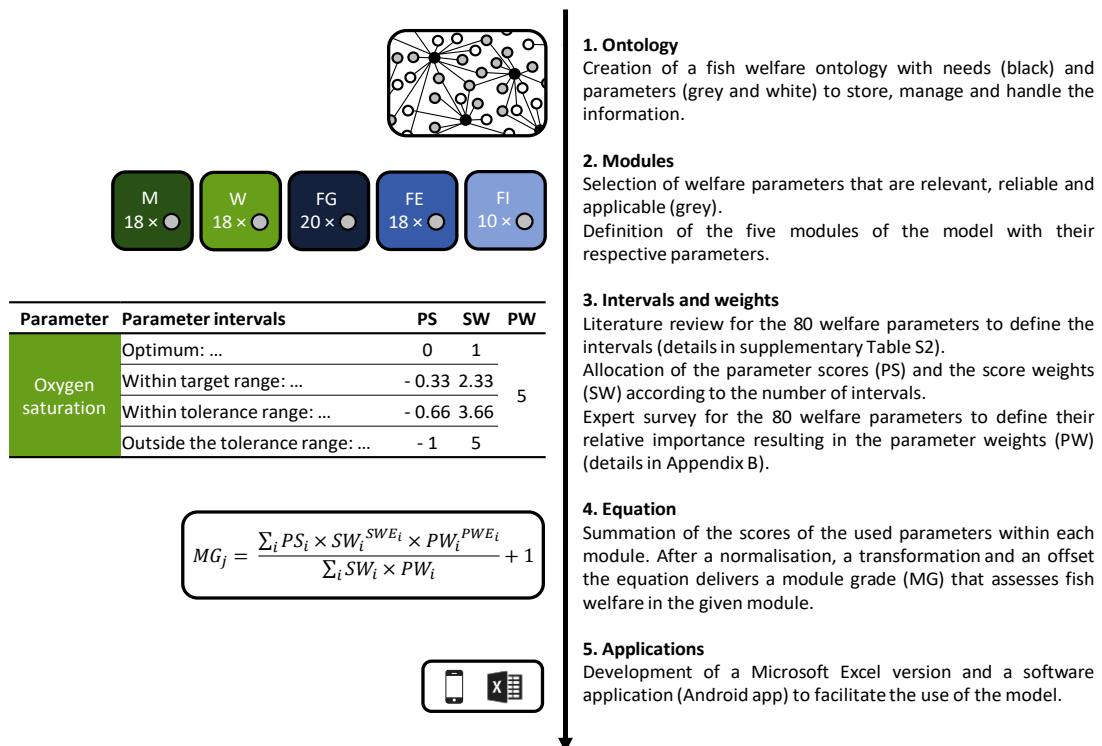 1. Ontology
Creation of a fish welfare ontology with needs (black) and
parameters (grey and white) to store, manage and handle the
information.
M
18 ×
W
18 ×
FG
20 ×
FE
18 ×
FI
10 ×
2. Modules
Selection of welfare parameters that are relevant, reliable and
applicable (grey).
Definition of the five modules of the model with their
respective parameters.
Parameter Parameter intervals PS SW PW
Oxygen
saturation
Optimum: ... 0 1
Within target range: ... - 0.33 2.33
Within tolerance range: ... - 0.66 3.66
Outside the tolerance range: ... - 1 5
5
3. Intervals and weights
Literature review for the 80 welfare parameters to define the
intervals (details in supplementary Table S2).
Allocation of the parameter scores (PS) and the score weights
(SW) according to the number of intervals.
Expert survey for the 80 welfare parameters to define their
relative importance resulting in the parameter weights (PW)
(details in Appendix B).
MG_j = (∑_i PS_i × SW_i^{SWE_i} × PW_i^{PWE_i}) / (∑_i SW_i × PW_i) + 1
4. Equation
Summation of the scores of the used parameters within each
module. After a normalisation, a transformation and an offset
the equation delivers a module grade (MG) that assesses fish
welfare in the given module.
X
5. Applications
Development of a Microsoft Excel version and a software
application (Android app) to facilitate the use of the model.